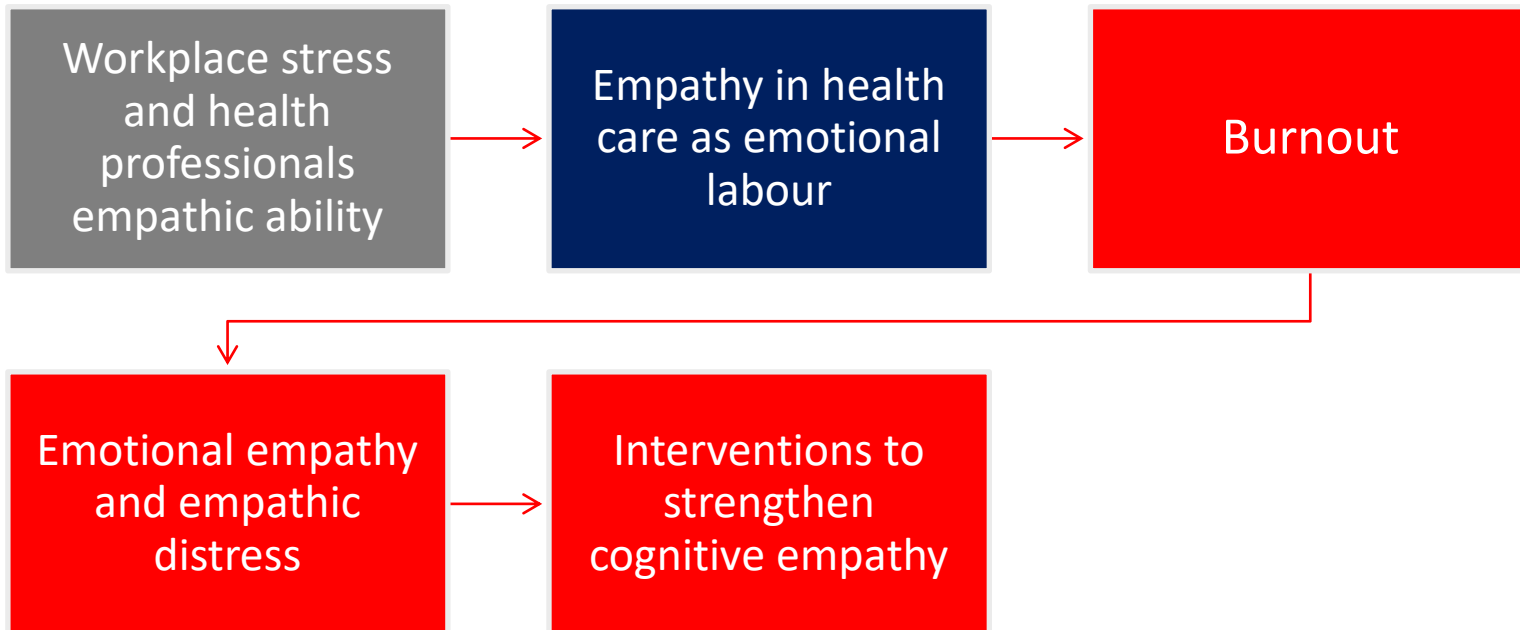 Workplace stress
and health
professionals
empathic ability
Empathy in health
care as emotional
labour
Burnout
Emotional empathy
and empathic
distress
Interventions to
strengthen
cognitive empathy